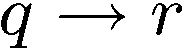 q → r